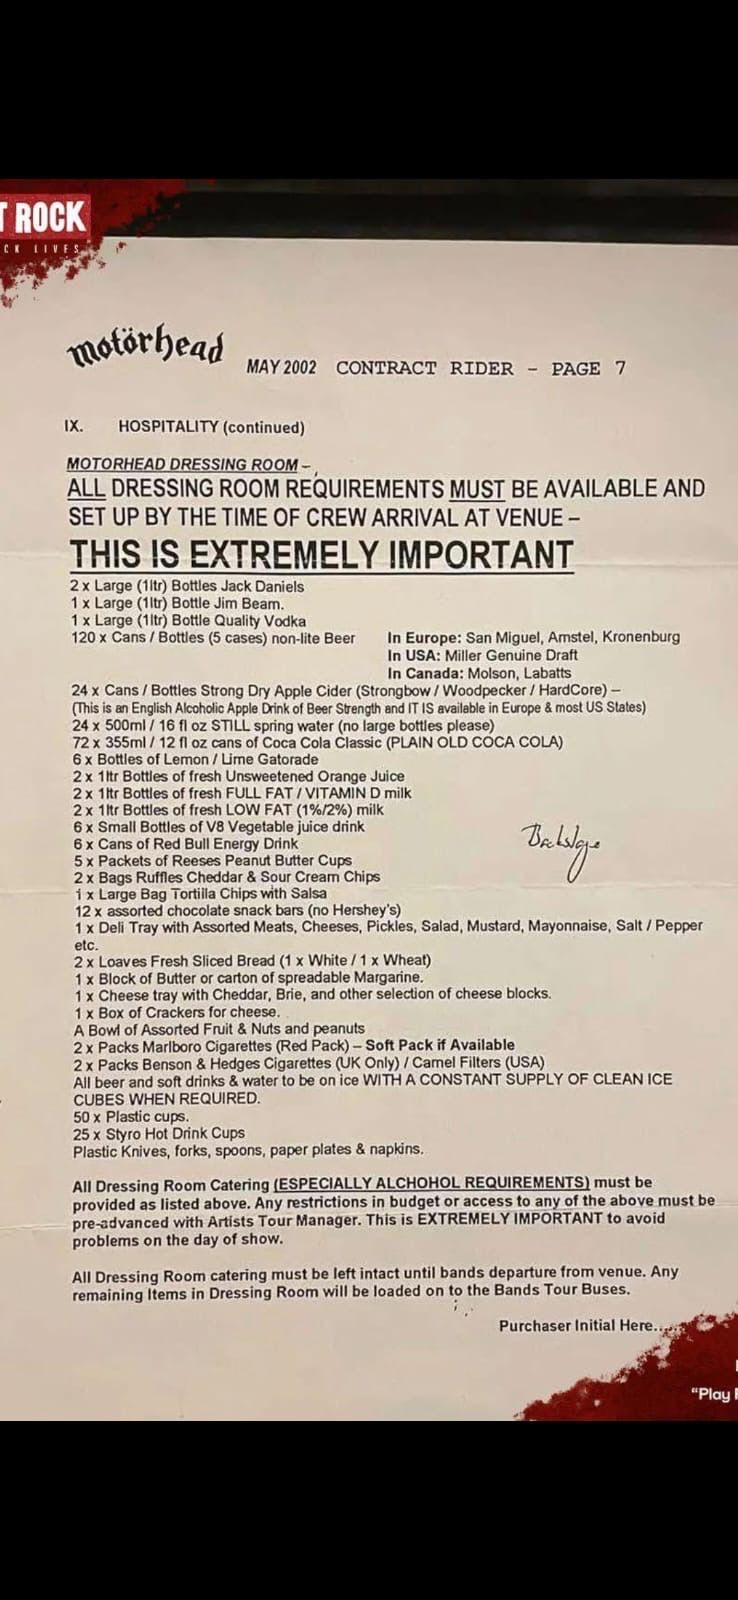 T ROCK
CK LIVES
motörhead
MAY 2002 CONTRACT RIDER - PAGE 7
IX. HOSPITALITY (continued)
MOTORHEAD DRESSING ROOM –
ALL DRESSING ROOM REQUIREMENTS MUST BE AVAILABLE AND
SET UP BY THE TIME OF CREW ARRIVAL AT VENUE –
THIS IS EXTREMELY IMPORTANT
2 x Large (1ltr) Bottles Jack Daniels
1 x Large (1ltr) Bottle Jim Beam.
1 x Large (1ltr) Bottle Quality Vodka
120 x Cans / Bottles (5 cases) non-lite Beer In Europe: San Miguel, Amstel, Kronenburg
In USA: Miller Genuine Draft
In Canada: Molson, Labatts
24 x Cans / Bottles Strong Dry Apple Cider (Strongbow / Woodpecker / HardCore) –
(This is an English Alcoholic Apple Drink of Beer Strength and IT IS available in Europe & most US States)
24 x 500ml / 16 fl oz STILL spring water (no large bottles please)
72 x 355ml / 12 fl oz cans of Coca Cola Classic (PLAIN OLD COCA COLA)
6 x Bottles of Lemon / Lime Gatorade
2 x 1ltr Bottles of fresh Unsweetened Orange Juice
2 x 1ltr Bottles of fresh FULL FAT / VITAMIN D milk
2 x 1ltr Bottles of fresh LOW FAT (1%/2%) milk
6 x Small Bottles of V8 Vegetable juice drink
6 x Cans of Red Bull Energy Drink
Backstage
5 x Packets of Reeses Peanut Butter Cups
2 x Bags Ruffles Cheddar & Sour Cream Chips
1 x Large Bag Tortilla Chips with Salsa
12 x assorted chocolate snack bars (no Hershey's)
1 x Deli Tray with Assorted Meats, Cheeses, Pickles, Salad, Mustard, Mayonnaise, Salt / Pepper
etc.
2 x Loaves Fresh Sliced Bread (1 x White / 1 x Wheat)
1 x Block of Butter or carton of spreadable Margarine.
1 x Cheese tray with Cheddar, Brie, and other selection of cheese blocks.
1 x Box of Crackers for cheese.
A Bowl of Assorted Fruit & Nuts and peanuts
2 x Packs Marlboro Cigarettes (Red Pack) – Soft Pack if Available
2 x Packs Benson & Hedges Cigarettes (UK Only) / Camel Filters (USA)
All beer and soft drinks & water to be on ice WITH A CONSTANT SUPPLY OF CLEAN ICE
CUBES WHEN REQUIRED.
50 x Plastic cups.
25 x Styro Hot Drink Cups
Plastic Knives, forks, spoons, paper plates & napkins.
All Dressing Room Catering (ESPECIALLY ALCHOHOL REQUIREMENTS) must be
provided as listed above. Any restrictions in budget or access to any of the above must be
pre-advanced with Artists Tour Manager. This is EXTREMELY IMPORTANT to avoid
problems on the day of show.
All Dressing Room catering must be left intact until bands departure from venue. Any
remaining Items in Dressing Room will be loaded on to the Bands Tour Buses.
Purchaser Initial Here.....
"Play